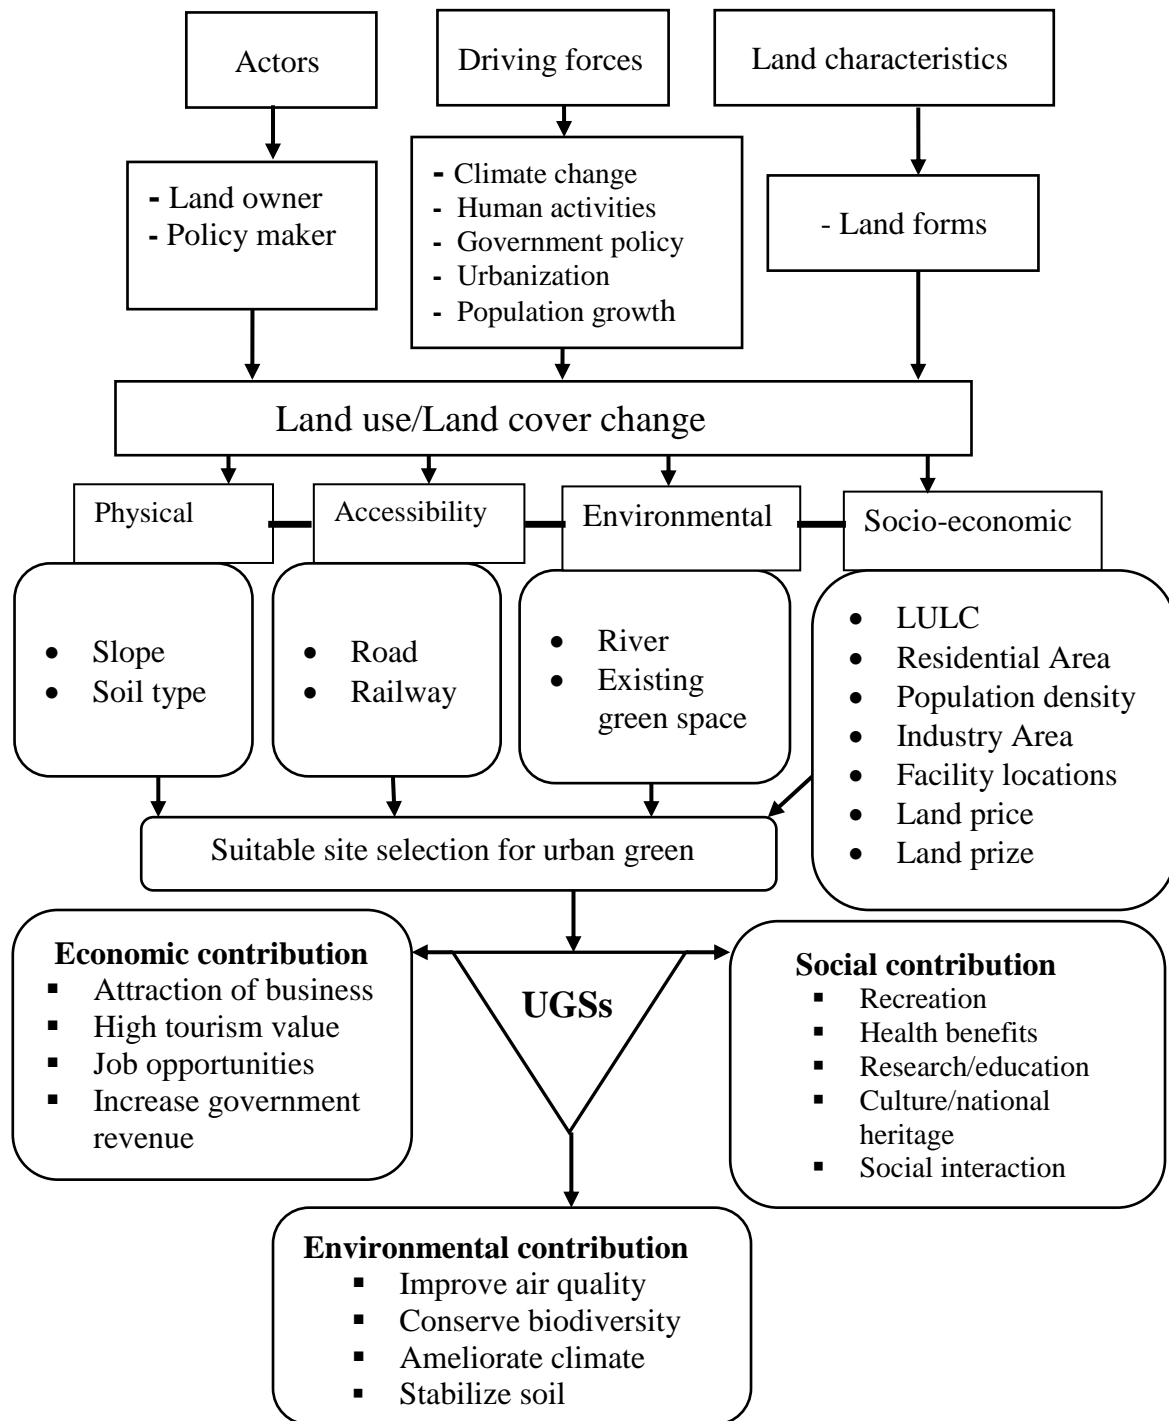 Actors
Driving forces
Land characteristics
- Land owner
- Policy maker
- Climate change
- Human activities
- Government policy
- Urbanization
- Population growth
- Land forms
Land use/Land cover change
Physical
Accessibility
Environmental
Socio-economic
• Slope
• Soil type
• Road
• Railway
• River
• Existing
green space
• LULC
• Residential Area
• Population density
• Industry Area
• Facility locations
• Land price
• Land prize
Suitable site selection for urban green
Economic contribution
▪ Attraction of business
▪ High tourism value
▪ Job opportunities
▪ Increase government
revenue
UGSs
Social contribution
▪ Recreation
▪ Health benefits
▪ Research/education
▪ Culture/national
heritage
▪ Social interaction
Environmental contribution
▪ Improve air quality
▪ Conserve biodiversity
▪ Ameliorate climate
▪ Stabilize soil